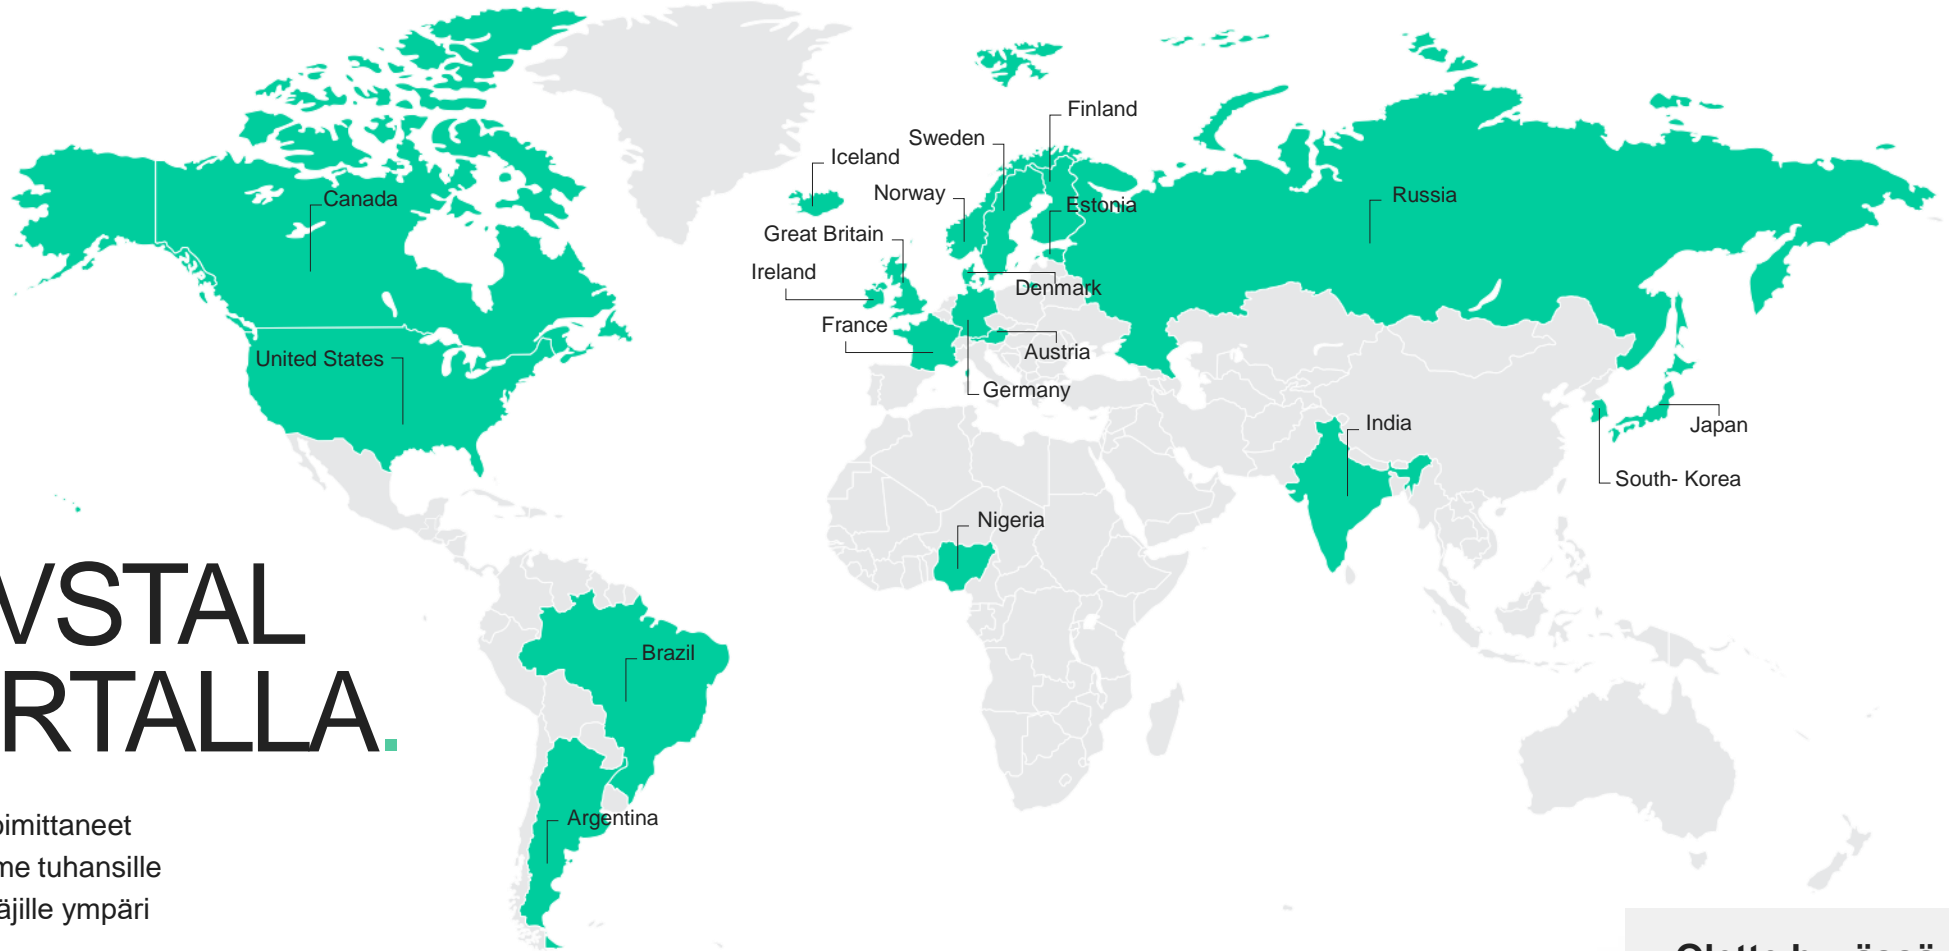 Finland
Sweden
Iceland
Norway
Canada
Estonia
Russia
Great Britain
Ireland
Denmark
France
United States
Austria
Germany
India
Japan
South- Korea
Nigeria
VSTAL
RTALLA.
Brazil
Argentina
oimittaneet
me tuhansille
äjille ympäri